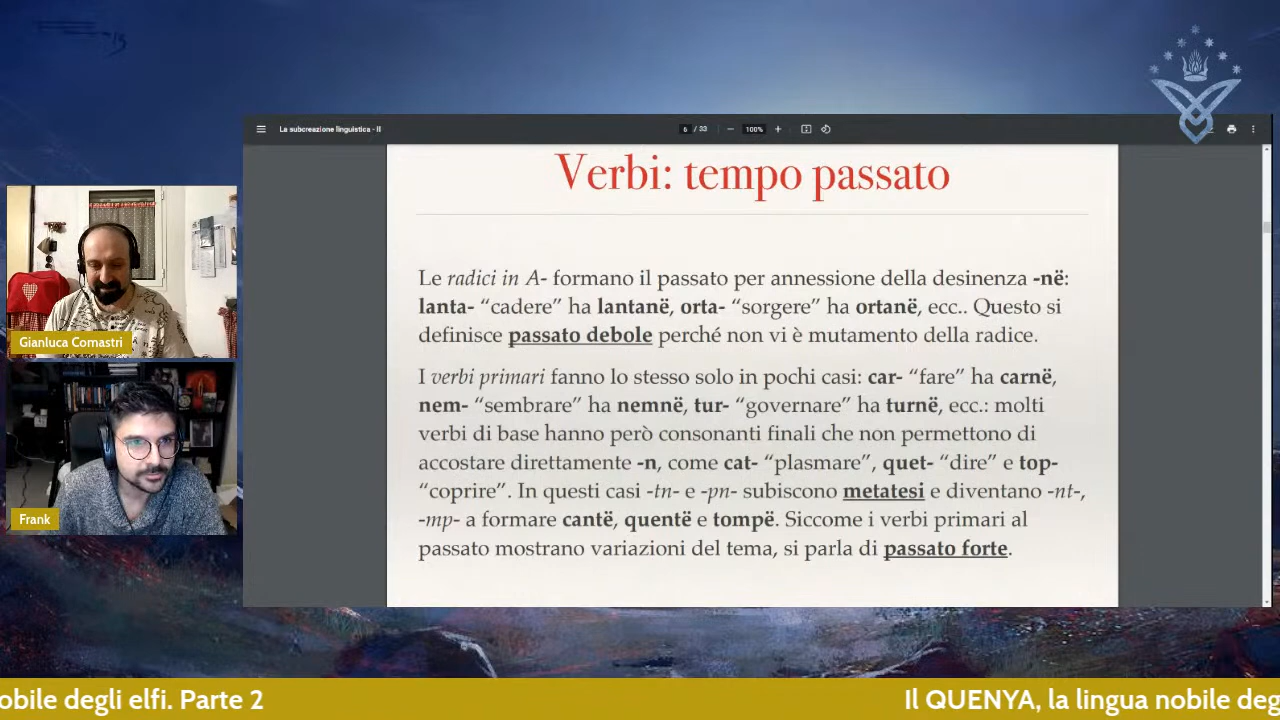 La subcreazione linguistica - II
6 / 33
100%
Verbi: tempo passato
Le radici in A- formano il passato per annessione della desinenza -në:
lanta- “cadere” ha lantanë, orta- “sorgere” ha ortanë, ecc.. Questo si
definisce passato debole perché non vi è mutamento della radice.
I verbi primari fanno lo stesso solo in pochi casi: car- “fare” ha carnë,
nem- “sembrare” ha nemnë, tur- “governare” ha turnë, ecc.: molti
verbi di base hanno però consonanti finali che non permettono di
accostare direttamente -n, come cat- “plasmare”, quet- “dire” e top-
“coprire”. In questi casi -tn- e -pn- subiscono metatesi e diventano -nt-,
-mp- a formare cantë, quentë e tompë. Siccome i verbi primari al
passato mostrano variazioni del tema, si parla di passato forte.
Gianluca Comastri
Frank
obile degli elfi. Parte 2
Il QUENYA, la lingua nobile deg